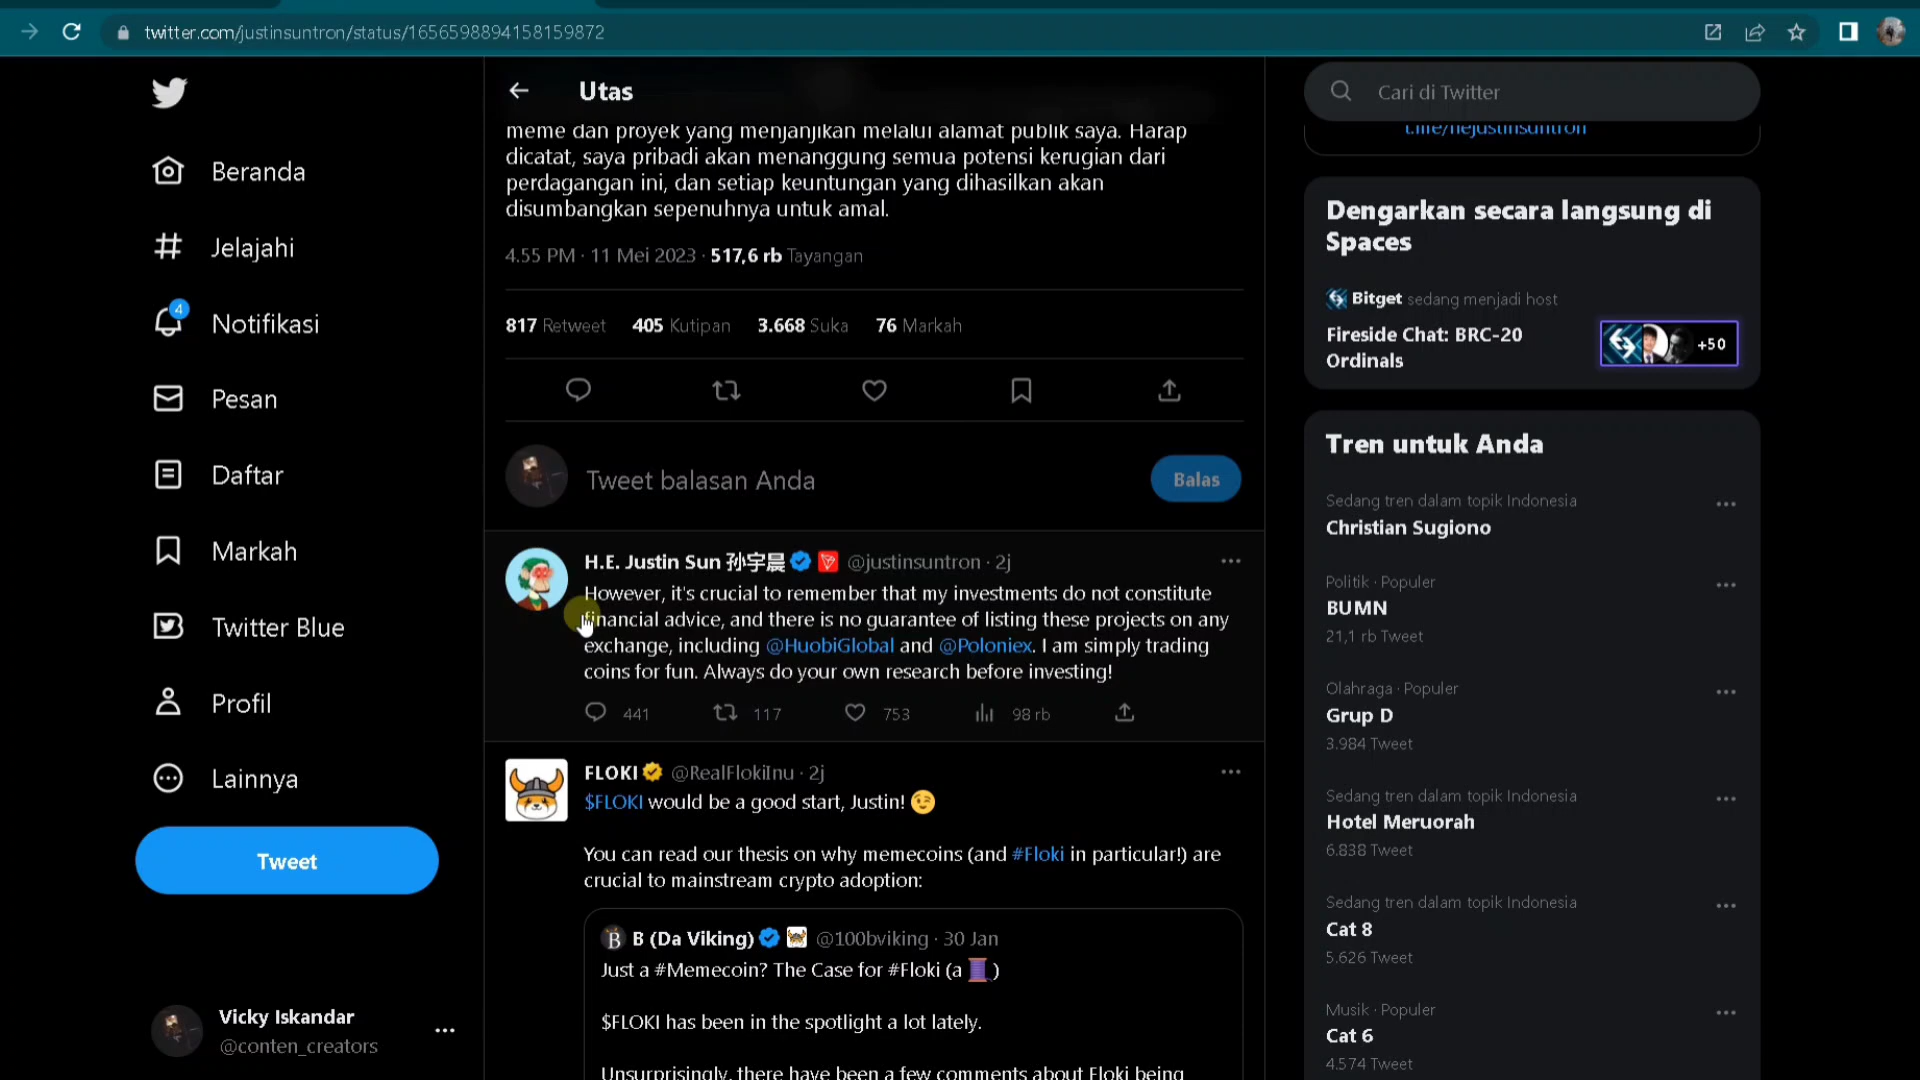 twitter.com/justinsuntron/status/1656598894158159872
Utas
Cari di Twitter
t.me/hejustinsuntron
meme dan proyek yang menjanjikan melalui alamat publik saya. Harap
dicatat, saya pribadi akan menanggung semua potensi kerugian dari
perdagangan ini, dan setiap keuntungan yang dihasilkan akan
disumbangkan sepenuhnya untuk amal.
4.55 PM · 11 Mei 2023 · 517,6 rb Tayangan
817 Retweet 405 Kutipan 3.668 Suka 76 Markah
Tweet balasan Anda
Balas
H.E. Justin Sun 孙宇晨 @justinsuntron · 2j
However, it's crucial to remember that my investments do not constitute
financial advice, and there is no guarantee of listing these projects on any
exchange, including @HuobiGlobal and @Poloniex. I am simply trading
coins for fun. Always do your own research before investing!
441 117 753 98 rb
FLOKI @RealFlokiInu · 2j
$FLOKI would be a good start, Justin! 😉
You can read our thesis on why memecoins (and #Floki in particular!) are
crucial to mainstream crypto adoption:
B (Da Viking) @100bviking · 30 Jan
Just a #Memecoin? The Case for #Floki (a 🧵)
$FLOKI has been in the spotlight a lot lately.
Unsurprisingly, there have been a few comments about Floki being
Beranda
Jelajahi
4
Notifikasi
Pesan
Daftar
Markah
Twitter Blue
Profil
Lainnya
Tweet
Vicky Iskandar
@conten_creators
Dengarkan secara langsung di
Spaces
Bitget sedang menjadi host
Fireside Chat: BRC-20
Ordinals
+50
Tren untuk Anda
Sedang tren dalam topik Indonesia
Christian Sugiono
Politik · Populer
BUMN
21,1 rb Tweet
Olahraga · Populer
Grup D
3.984 Tweet
Sedang tren dalam topik Indonesia
Hotel Meruorah
6.838 Tweet
Sedang tren dalam topik Indonesia
Cat 8
5.626 Tweet
Musik · Populer
Cat 6
4.574 Tweet